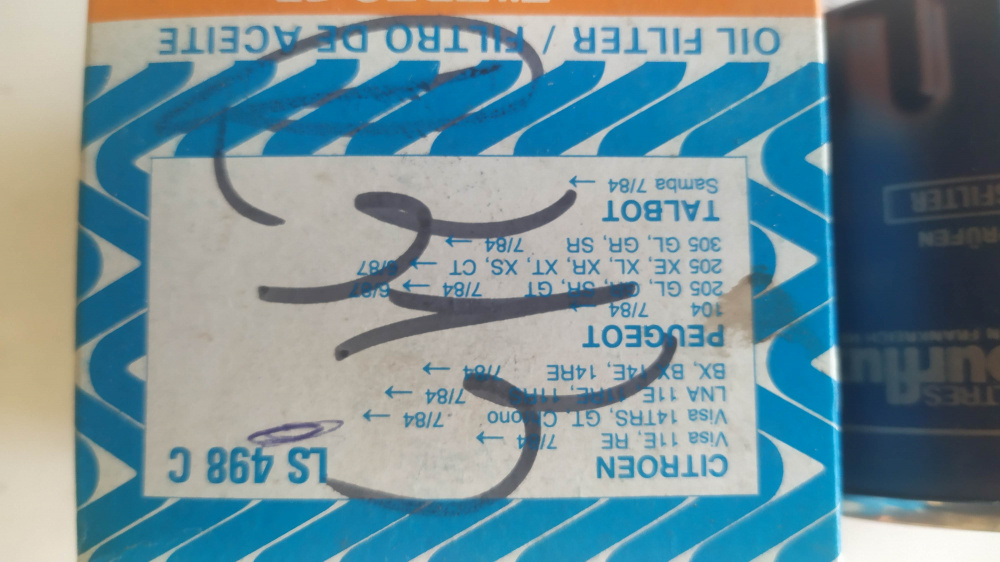 CITROEN LS 498 C
Visa 11E, RE 7/84 →
Visa 14TRS, GT, Chrono 7/84 →
LNA 11E, 11RE, 7/84 →
BX, BX 14E, 14RE 7/84 →
PEUGEOT
104 7/84 →
205 GL, GR, SR, GT 7/84 → 6/87
205 XE, XL, XR, XT, XS, CT → 6/87
305 GL, GR, SR 7/84 →
TALBOT
Samba 7/84 →
OIL FILTER / FILTRO DE ACEITE
FILTER